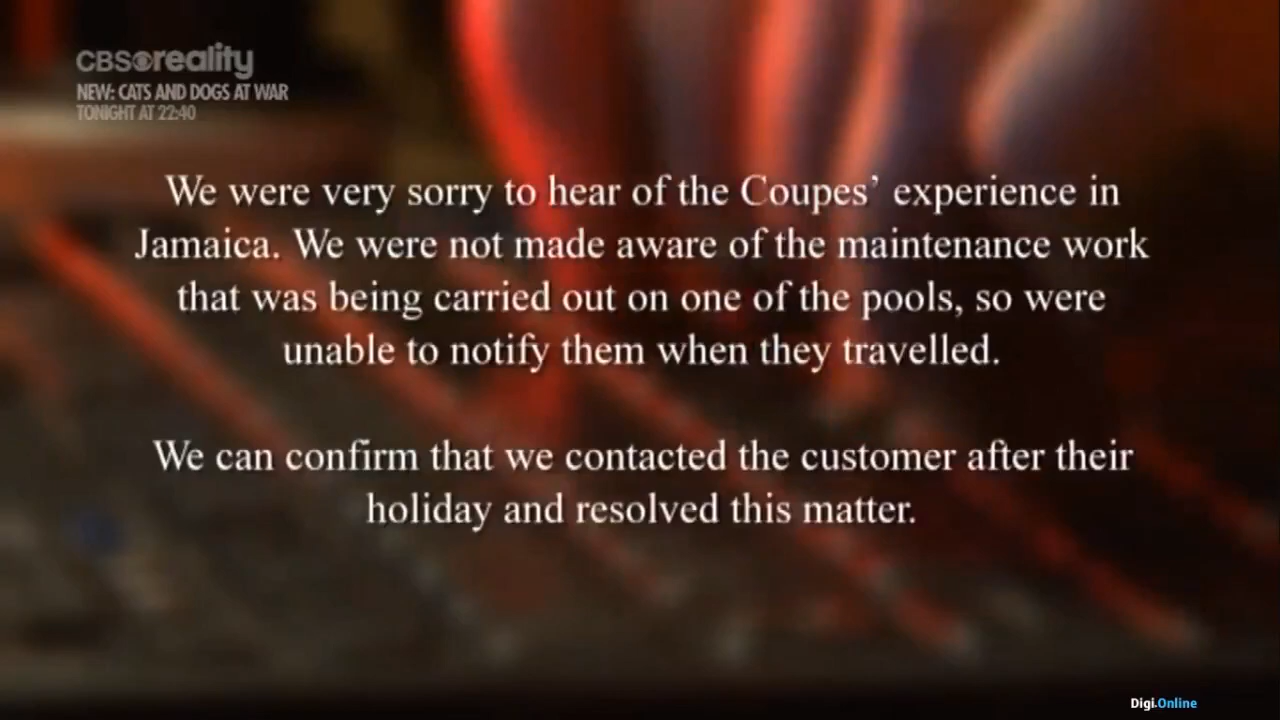 CBS reality
NEW: CATS AND DOGS AT WAR
TONIGHT AT 22:40
We were very sorry to hear of the Coupes’ experience in
Jamaica. We were not made aware of the maintenance work
that was being carried out on one of the pools, so were
unable to notify them when they travelled.
We can confirm that we contacted the customer after their
holiday and resolved this matter.
Digi.Online